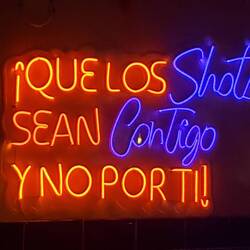 ¡QUE LOS Shots
SEAN Contigo
Y NO POR TI!